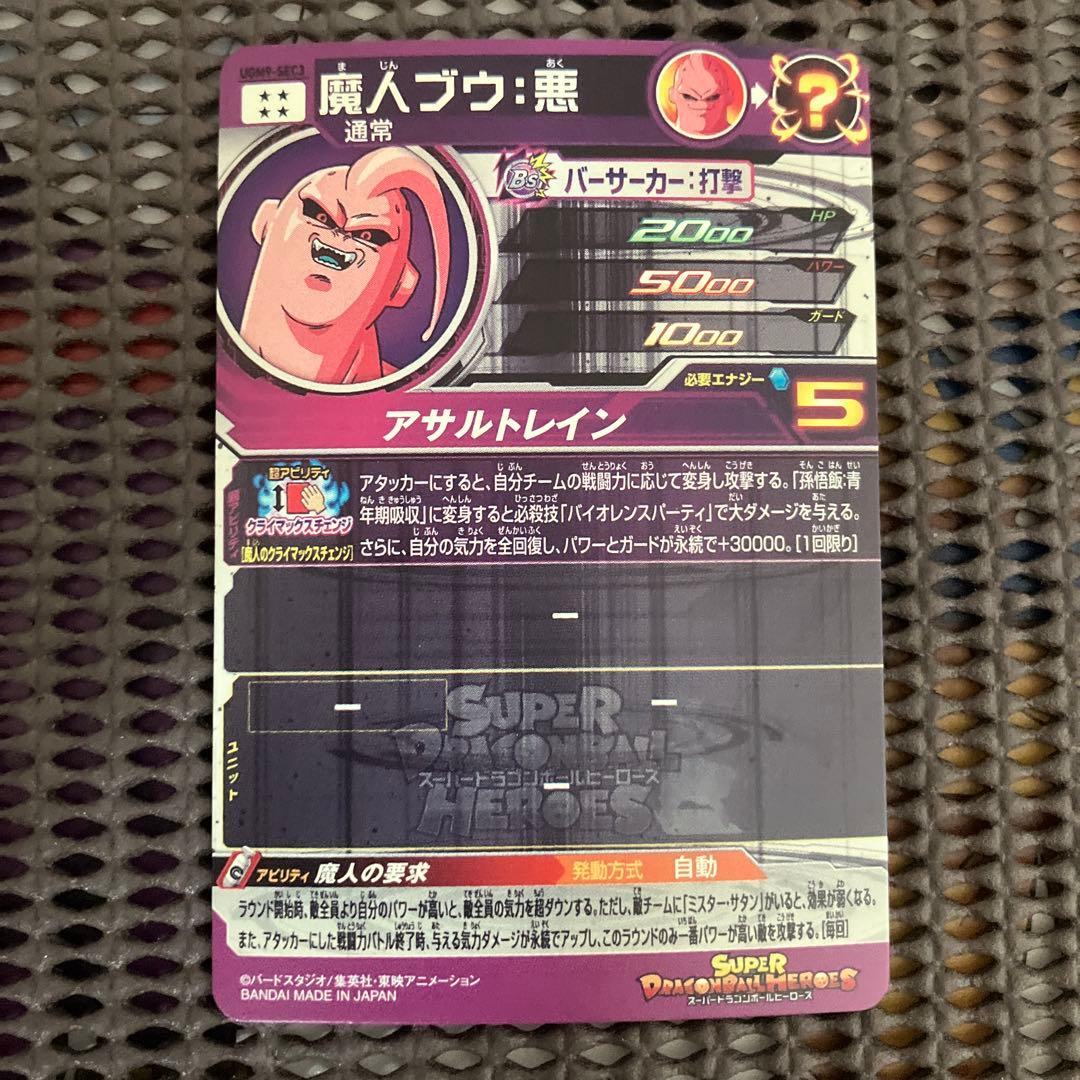 UGM9-SEC3
ま じん あく
魔人ブウ:悪
通常
?
Bs バーサーカー:打撃
HP
2000
パワー
5000
ガード
1000
必要エナジー 5
アサルトレイン
超アビリティ
超アビリティ
クライマックスチェンジ
[魔人のクライマックスチェンジ]
アタッカーにすると、自分チームの戦闘力に応じて変身し攻撃する。「孫悟飯:青
年期吸収」に変身すると必殺技「バイオレンスパーティ」で大ダメージを与える。
さらに、自分の気力を全回復し、パワーとガードが永続で+30000。[1回限り]
ー
ユニット
ー ー
ー
SUPER
DRAGONBALL
スーパードラゴンボールヒーローズ
HEROES
アビリティ 魔人の要求 発動方式 自動
ラウンド開始時、敵全員より自分のパワーが高いと、敵全員の気力を超ダウンする。ただし、敵チームに「ミスター・サタン」がいると、効果が弱くなる。
また、アタッカーにした戦闘力バトル終了時、与える気力ダメージが永続でアップし、このラウンドのみ一番パワーが高い敵を攻撃する。[毎回]
©バードスタジオ/集英社・東映アニメーション
BANDAI MADE IN JAPAN
SUPER
DRAGONBALL HEROES
スーパードラゴンボールヒーローズ